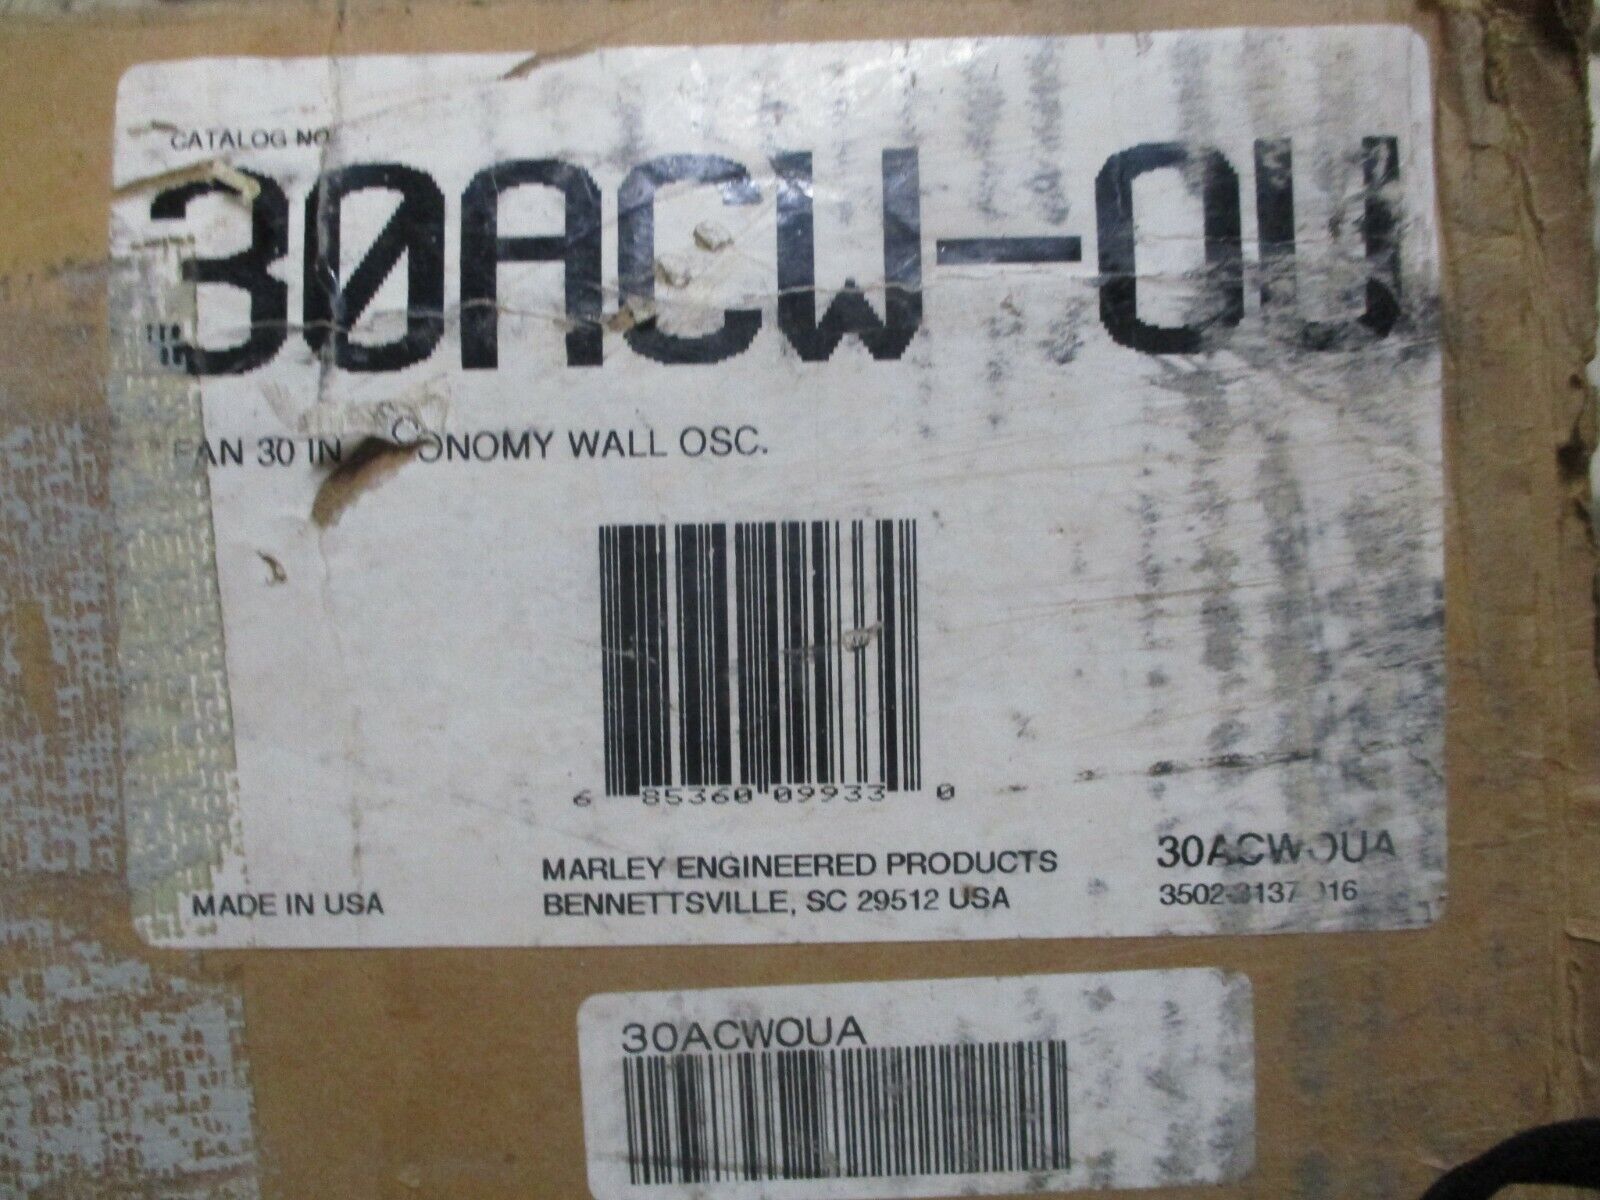 CATALOG NO
30ACW-OU
FAN 30 IN ONOMY WALL OSC.
6 85360 09933 0
MARLEY ENGINEERED PRODUCTS
BENNETTSVILLE, SC 29512 USA
MADE IN USA
30ACWOUA
30ACWOUA